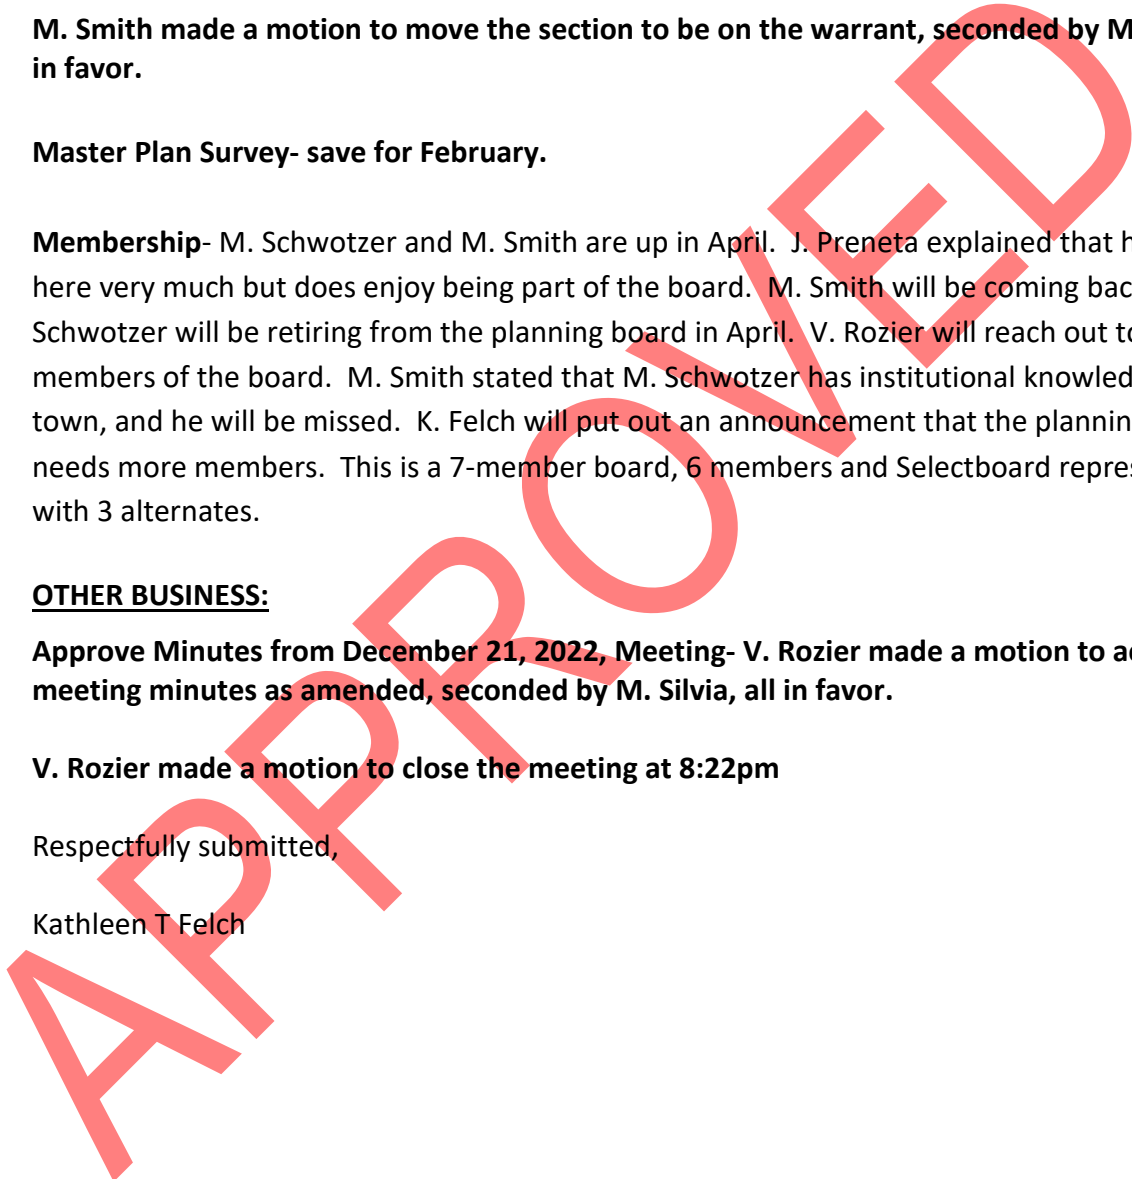 M. Smith made a motion to move the section to be on the warrant, seconded by M
in favor.
Master Plan Survey- save for February.
Membership- M. Schwotzer and M. Smith are up in April. J. Preneta explained that h
here very much but does enjoy being part of the board. M. Smith will be coming bac
Schwotzer will be retiring from the planning board in April. V. Rozier will reach out to
members of the board. M. Smith stated that M. Schwotzer has institutional knowled
town, and he will be missed. K. Felch will put out an announcement that the plannin
needs more members. This is a 7-member board, 6 members and Selectboard repres
with 3 alternates.
OTHER BUSINESS:
Approve Minutes from December 21, 2022, Meeting- V. Rozier made a motion to a
meeting minutes as amended, seconded by M. Silvia, all in favor.
V. Rozier made a motion to close the meeting at 8:22pm
Respectfully submitted,
Kathleen T Felch
APPROVED